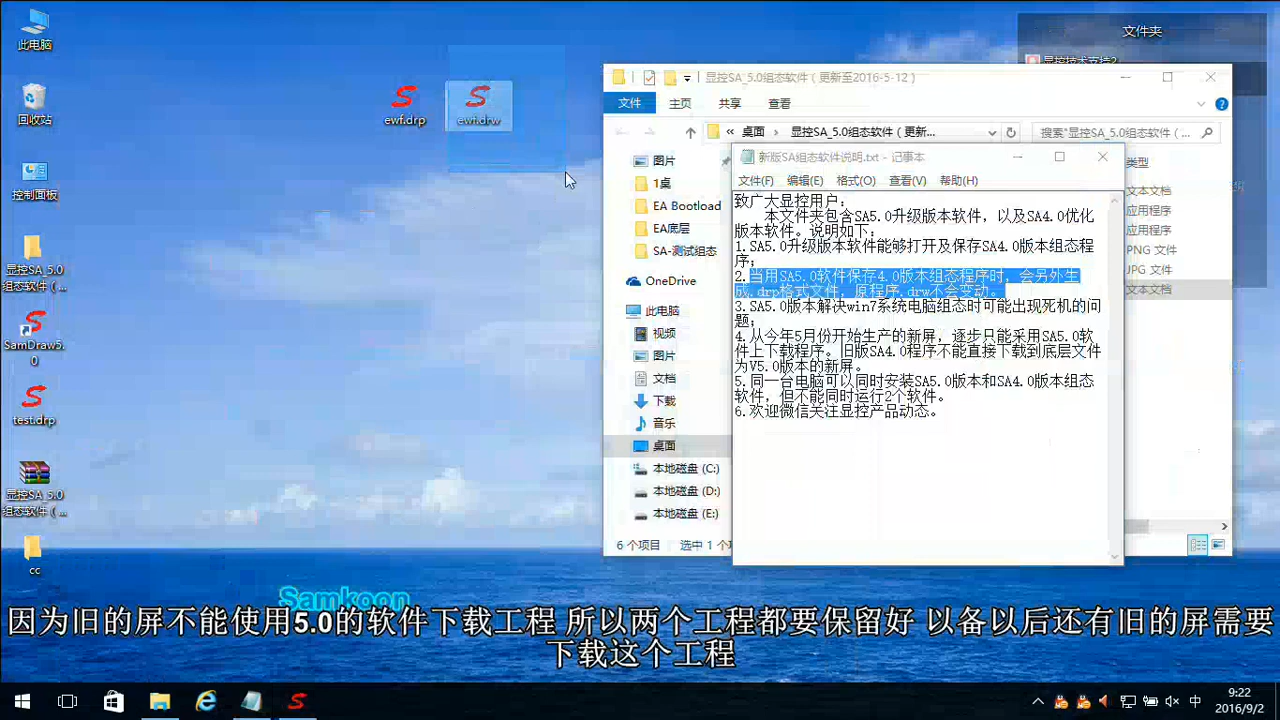 此电脑
回收站
控制面板
显控SA_5.0
组态软件（...
SamDraw5.
0
test.drp
显控SA_5.0
组态软件（...
cc
ewf.drp
ewf.drw
文件夹
显控技术支持2
显控SA_5.0组态软件（更新至2016-5-12）
文件
主页
共享
查看
« 桌面 › 显控SA_5.0组态软件（更新...
搜索"显控SA_5.0组态软件（...
图片
1桌
EA Bootload
EA底层
SA-测试组态
OneDrive
此电脑
视频
图片
文档
下载
音乐
桌面
本地磁盘 (C:)
本地磁盘 (D:)
本地磁盘 (E:)
6 个项目
选中 1 个
类型
文本文档
应用程序
应用程序
PNG 文件
JPG 文件
文本文档
新版SA组态软件说明.txt - 记事本
文件(F) 编辑(E) 格式(O) 查看(V) 帮助(H)
致广大显控用户：
本文件夹包含SA5.0升级版本软件，以及SA4.0优化
版本软件。说明如下：
1.SA5.0升级版本软件能够打开及保存SA4.0版本组态程
序；
2.当用SA5.0软件保存4.0版本组态程序时，会另外生
成.drp格式文件，原程序.drw不会变动。
3.SA5.0版本解决win7系统电脑组态时可能出现死机的问
题；
4.从今年5月份开始生产的新屏，逐步只能采用SA5.0软
件上下载程序。旧版SA4.0程序不能直接下载到底层文件
为V5.0版本的新屏。
5.同一台电脑可以同时安装SA5.0版本和SA4.0版本组态
软件，但不能同时运行2个软件。
6.欢迎微信关注显控产品动态。
Samkoon
因为旧的屏不能使用5.0的软件下载工程 所以两个工程都要保留好 以备以后还有旧的屏需要
下载这个工程
中
9:22
2016/9/2